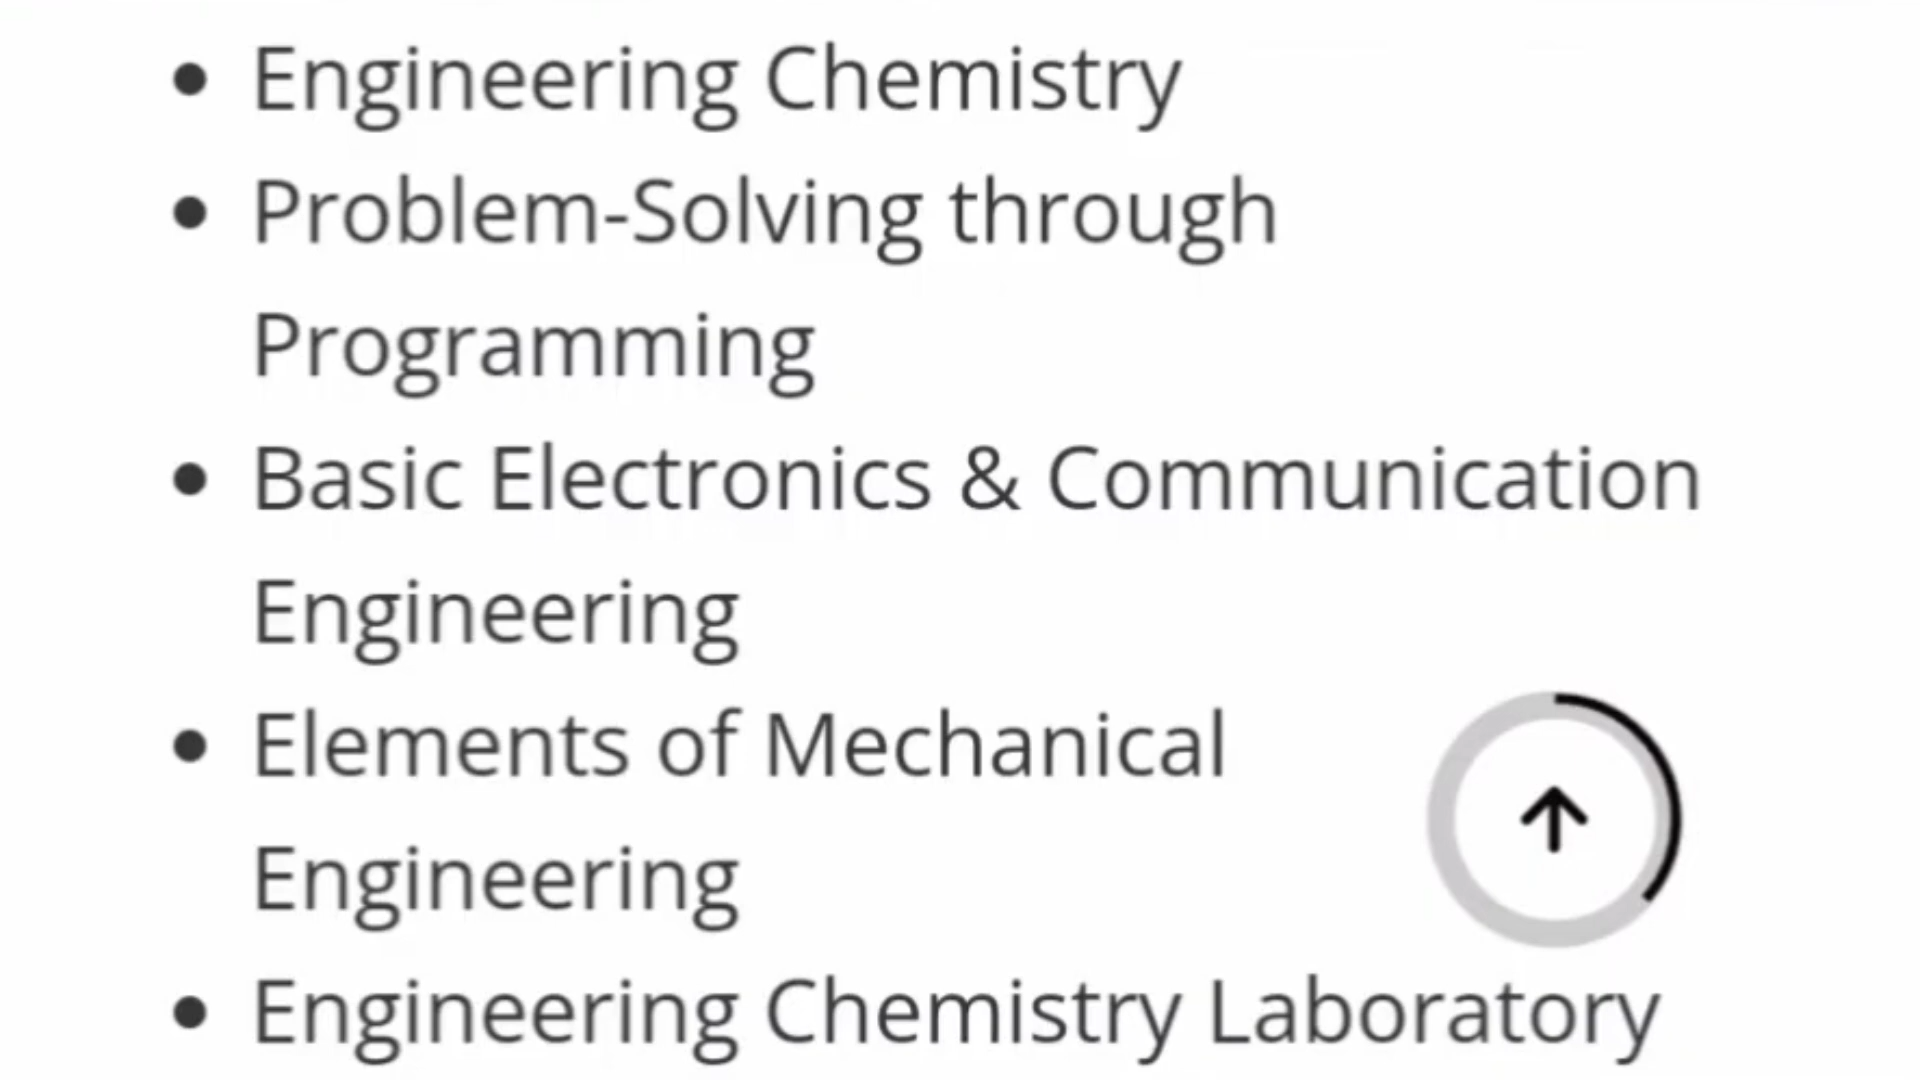 • Engineering Chemistry
• Problem-Solving through
Programming
• Basic Electronics & Communication
Engineering
• Elements of Mechanical
Engineering
• Engineering Chemistry Laboratory